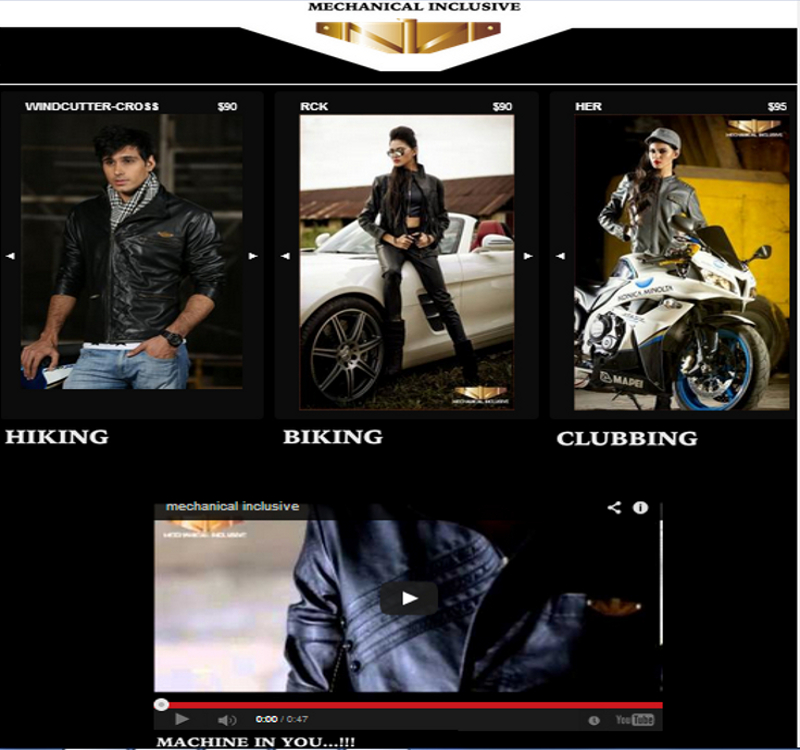 MECHANICAL INCLUSIVE
WINDCUTTER-CROSS $90
RCK $90
HER $95
MECHANICAL INCLUSIVE
KONICA MINOLTA
MAPEI
MECHANICAL INCLUSIVE
HIKING
BIKING
CLUBBING
mechanical inclusive
MECHANICAL INCLUSIVE
0:00 / 0:47
YouTube
MACHINE IN YOU...!!!